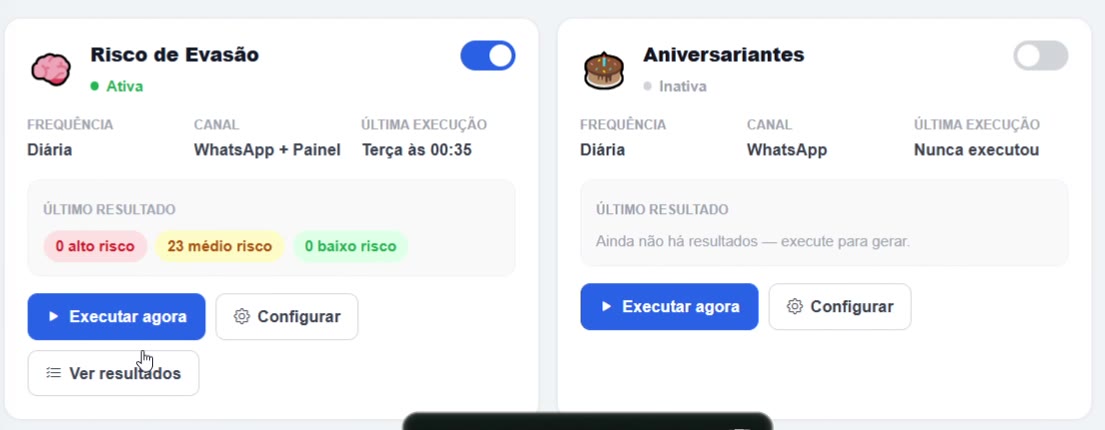 Risco de Evasão
Ativa
FREQUÊNCIA CANAL ÚLTIMA EXECUÇÃO
Diária WhatsApp + Painel Terça às 00:35
ÚLTIMO RESULTADO
0 alto risco 23 médio risco 0 baixo risco
Executar agora Configurar
Ver resultados
Aniversariantes
Inativa
FREQUÊNCIA CANAL ÚLTIMA EXECUÇÃO
Diária WhatsApp Nunca executou
ÚLTIMO RESULTADO
Ainda não há resultados — execute para gerar.
Executar agora Configurar